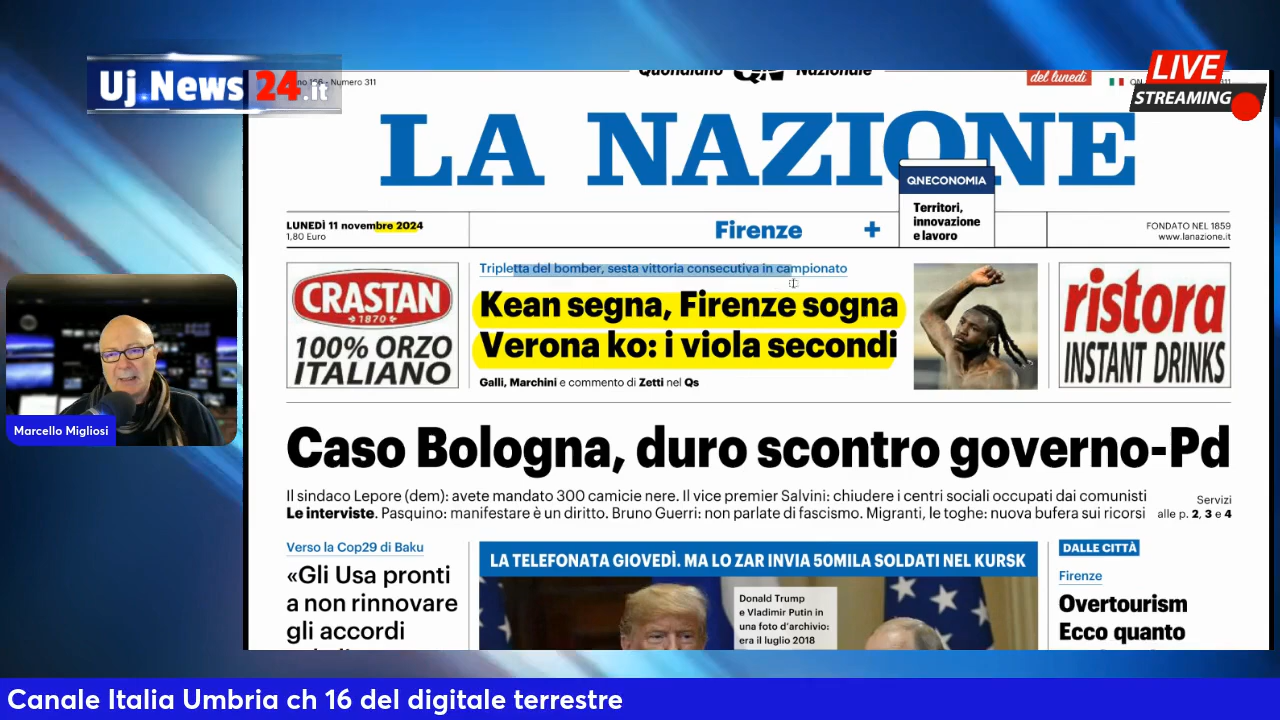 Uj.News 24.it
Numero 311
Quotidiano QN Nazionale
del lunedì
LIVE
STREAMING
LA NAZIONE
QNECONOMIA
Territori,
innovazione
e lavoro
LUNEDÌ 11 novembre 2024
1,80 Euro
Firenze +
FONDATO NEL 1859
www.lanazione.it
CRASTAN
1870
100% ORZO
ITALIANO
Tripletta del bomber, sesta vittoria consecutiva in campionato
Kean segna, Firenze sogna
Verona ko: i viola secondi
Galli, Marchini e commento di Zetti nel Qs
ristora
INSTANT DRINKS
Caso Bologna, duro scontro governo-Pd
Il sindaco Lepore (dem): avete mandato 300 camicie nere. Il vice premier Salvini: chiudere i centri sociali occupati dai comunisti
Le interviste. Pasquino: manifestare è un diritto. Bruno Guerri: non parlate di fascismo. Migranti, le toghe: nuova bufera sui ricorsi
Servizi
alle p. 2, 3 e 4
Verso la Cop29 di Baku
«Gli Usa pronti
a non rinnovare
gli accordi
LA TELEFONATA GIOVEDÌ. MA LO ZAR INVIA 50MILA SOLDATI NEL KURSK
Donald Trump
e Vladimir Putin in
una foto d'archivio:
era il luglio 2018
DALLE CITTÀ
Firenze
Overtourism
Ecco quanto
Marcello Migliosi
Canale Italia Umbria ch 16 del digitale terrestre